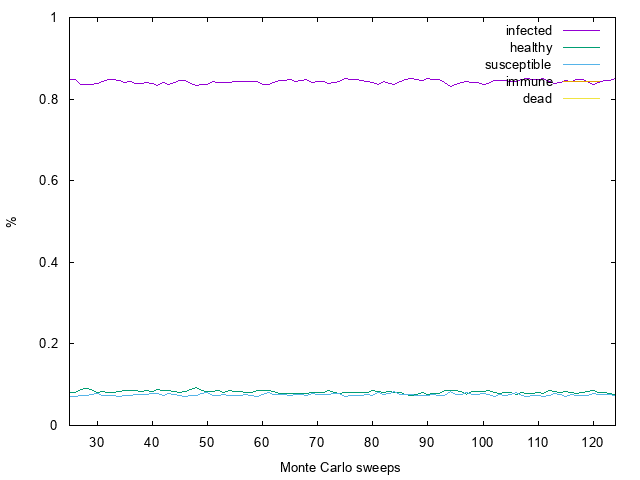 1
0.8
0.6
0.4
0.2
0
%
infected
healthy
susceptible
immune
dead
30 40 50 60 70 80 90 100 110 120
Monte Carlo sweeps